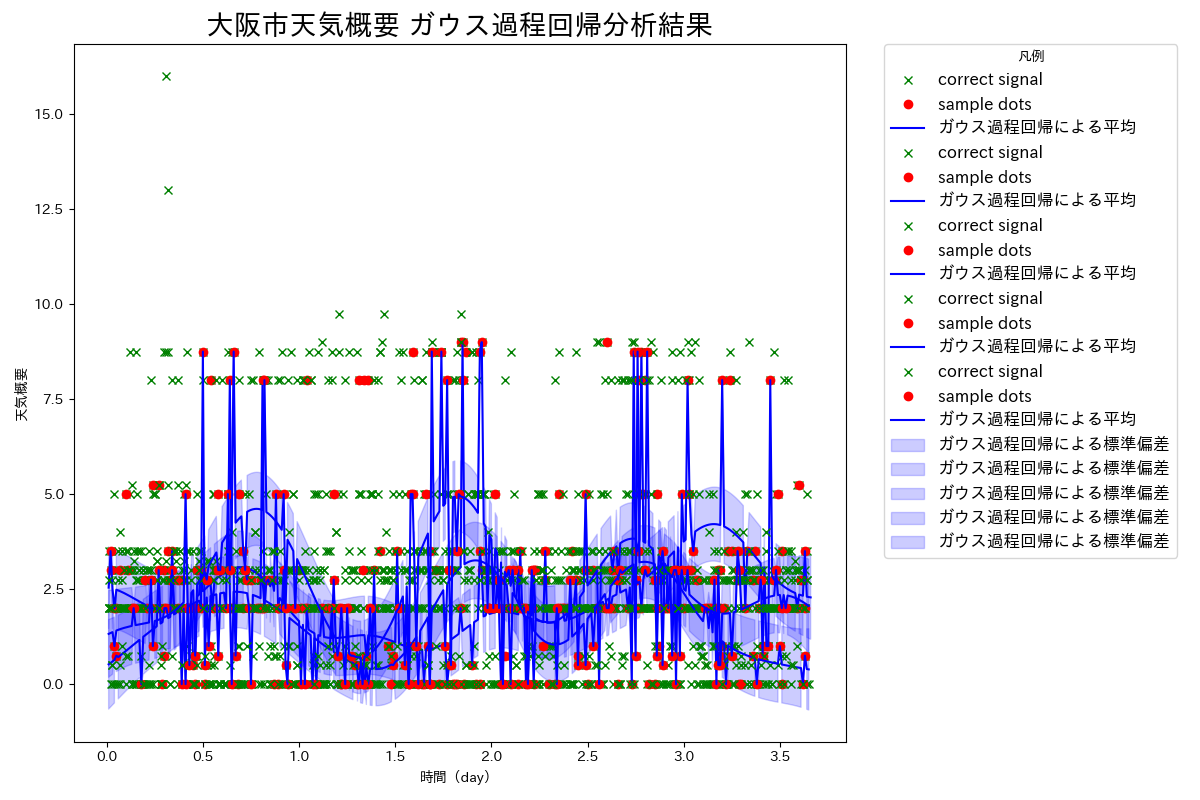 大阪市天気概要 ガウス過程回帰分析結果
15.0
12.5
10.0
7.5
5.0
2.5
0.0
天気概要
0.0 0.5 1.0 1.5 2.0 2.5 3.0 3.5
時間（day）
凡例
correct signal
sample dots
ガウス過程回帰による平均
correct signal
sample dots
ガウス過程回帰による平均
correct signal
sample dots
ガウス過程回帰による平均
correct signal
sample dots
ガウス過程回帰による平均
correct signal
sample dots
ガウス過程回帰による平均
ガウス過程回帰による標準偏差
ガウス過程回帰による標準偏差
ガウス過程回帰による標準偏差
ガウス過程回帰による標準偏差
ガウス過程回帰による標準偏差